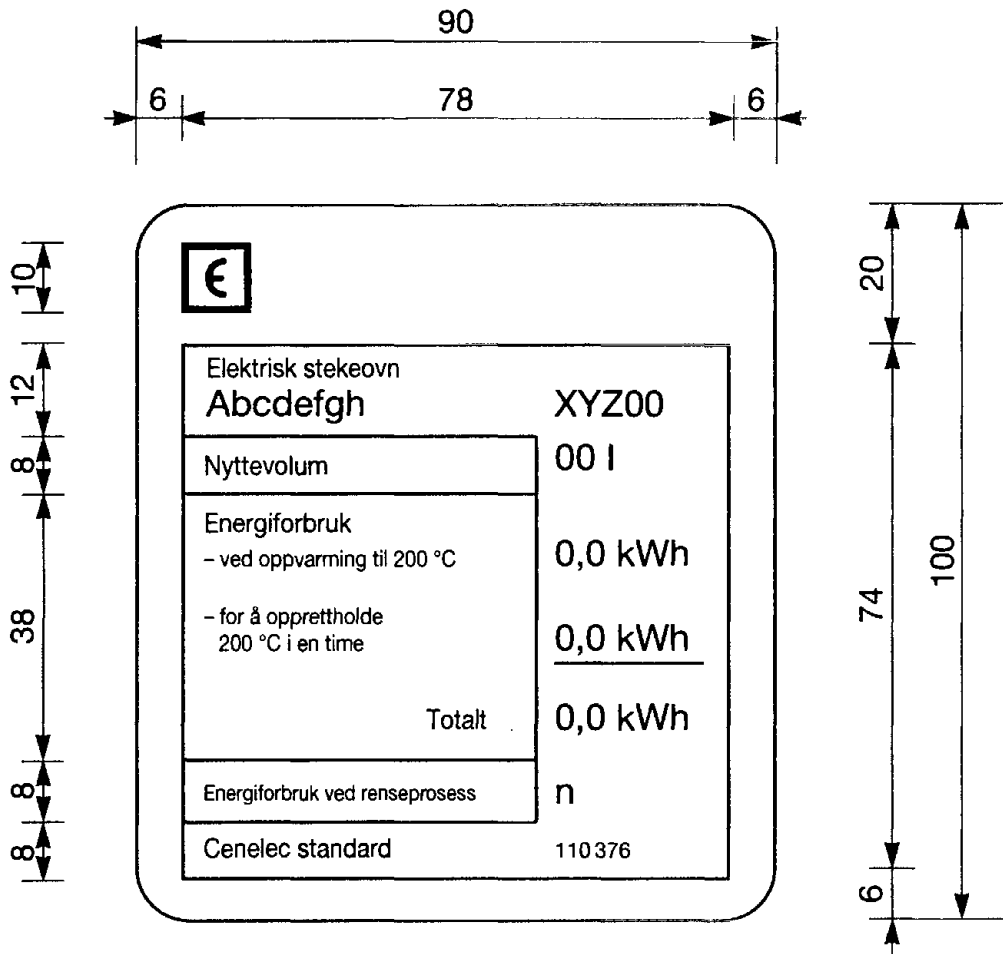 90
6 78 6
10
20
Є
12
Elektrisk stekeovn
Abcdefgh XYZ00
8
Nyttevolum 00 l
38
Energiforbruk
– ved oppvarming til 200 °C 0,0 kWh
– for å opprettholde
200 °C i en time 0,0 kWh
74
100
Totalt 0,0 kWh
8
Energiforbruk ved renseprosess n
8
Cenelec standard 110 376
6